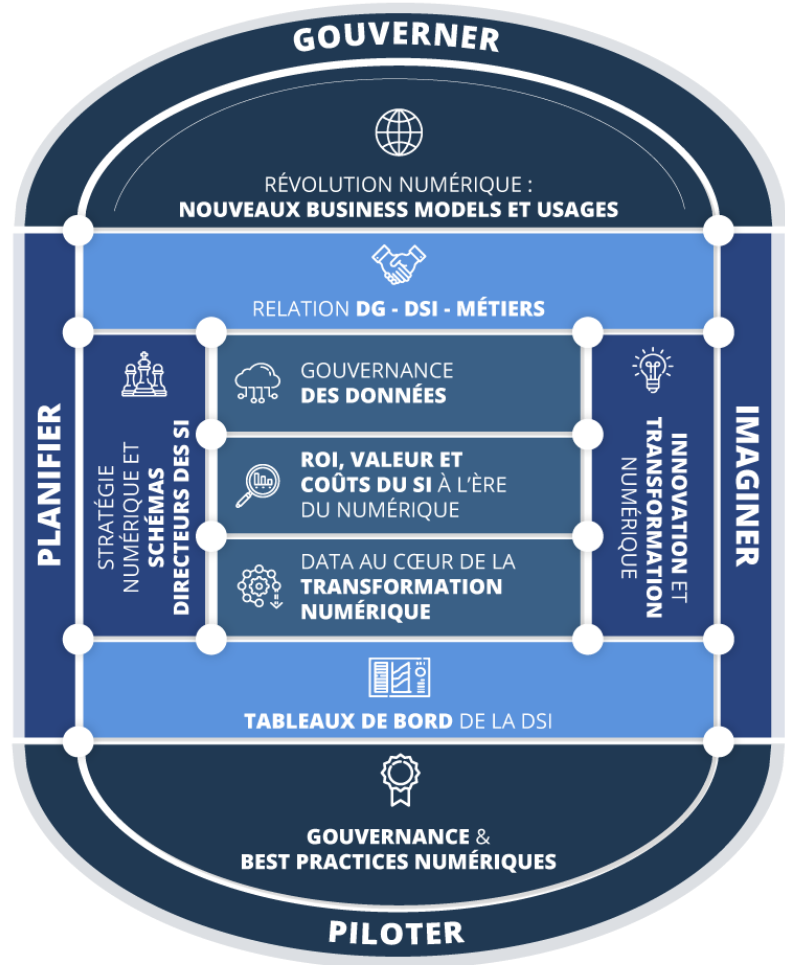 GOUVERNER
RÉVOLUTION NUMÉRIQUE :
NOUVEAUX BUSINESS MODELS ET USAGES
RELATION DG - DSI - MÉTIERS
PLANIFIER
STRATÉGIE
NUMÉRIQUE ET
SCHÉMAS
DIRECTEURS DES SI
GOUVERNANCE
DES DONNÉES
ROI, VALEUR ET
COÛTS DU SI À L'ÈRE
DU NUMÉRIQUE
DATA AU CŒUR DE LA
TRANSFORMATION
NUMÉRIQUE
INNOVATION ET
TRANSFORMATION
NUMÉRIQUE
IMAGINER
TABLEAUX DE BORD DE LA DSI
GOUVERNANCE &
BEST PRACTICES NUMÉRIQUES
PILOTER